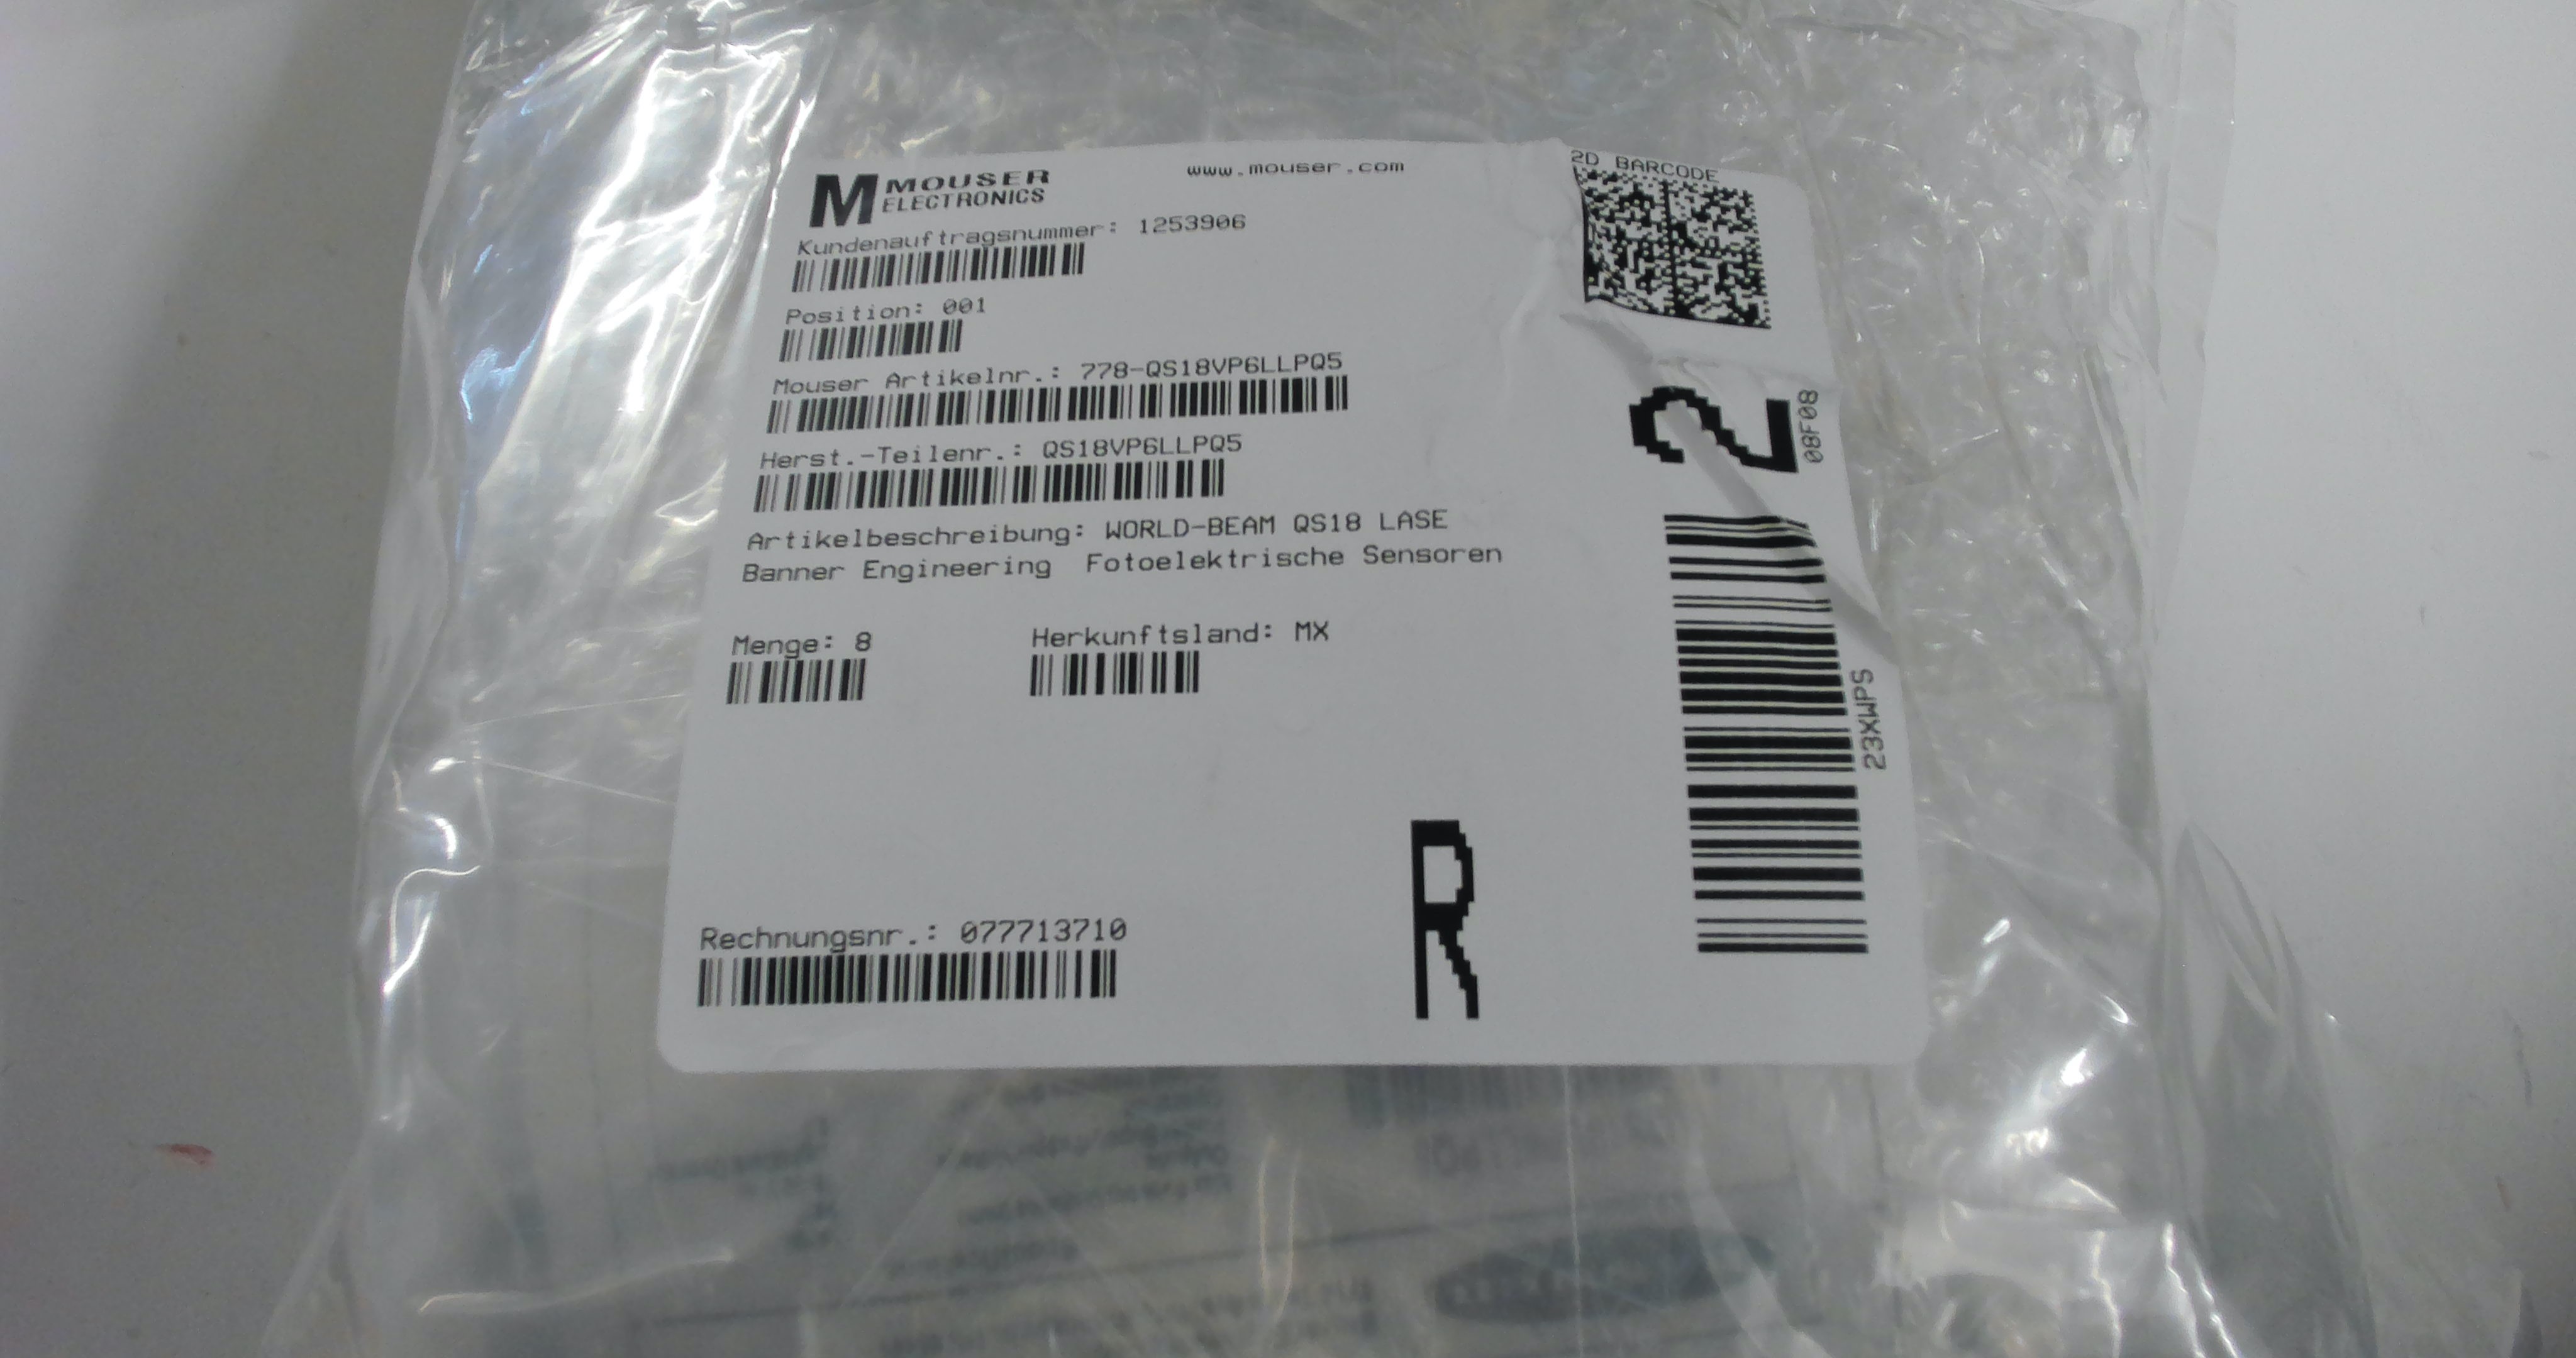 MOUSER
ELECTRONICS
www.mouser.com
2D BARCODE
Kundenauftragsnummer: 1253906
Position: 001
Mouser Artikelnr.: 778-QS18VP6LLPQ5
Herst.-Teilenr.: QS18VP6LLPQ5
Artikelbeschreibung: WORLD-BEAM QS18 LASE
Banner Engineering Fotoelektrische Sensoren
Menge: 8
Herkunftsland: MX
Rechnungsnr.: 077713710
R
2
08F08
23XWPS